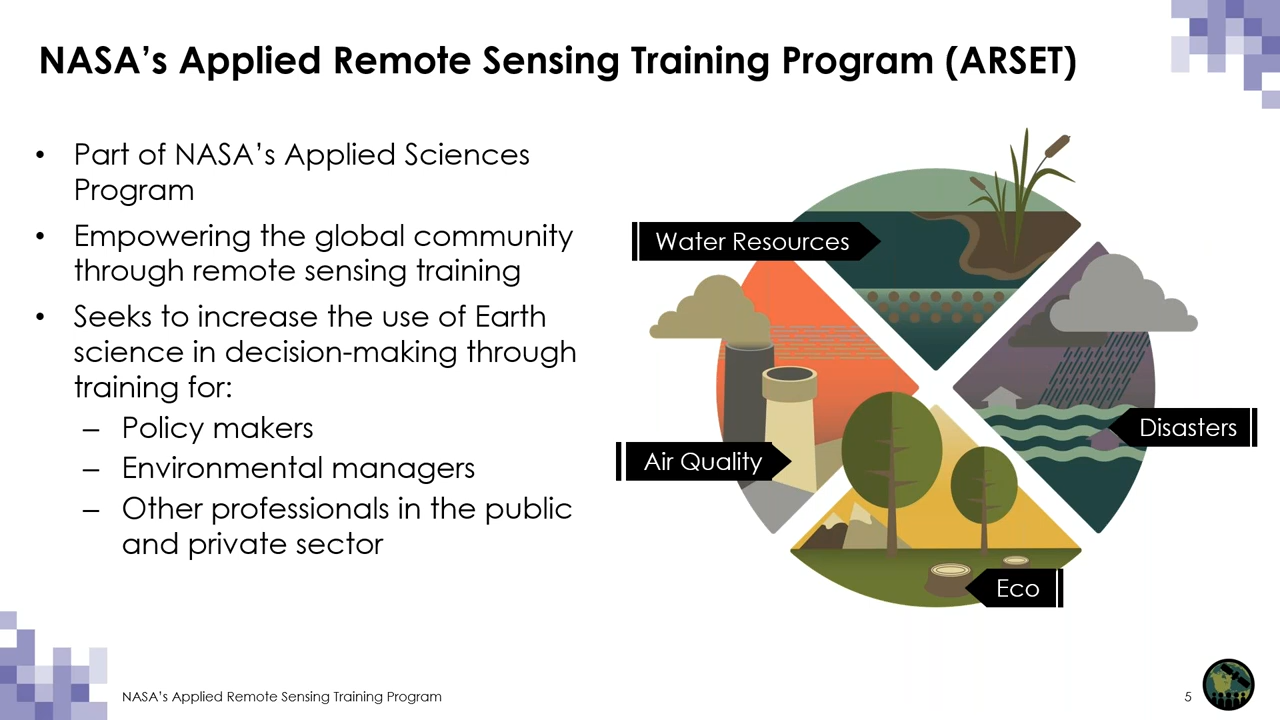 NASA’s Applied Remote Sensing Training Program (ARSET)
• Part of NASA’s Applied Sciences
Program
• Empowering the global community
through remote sensing training
• Seeks to increase the use of Earth
science in decision-making through
training for:
– Policy makers
– Environmental managers
– Other professionals in the public
and private sector
Water Resources
Disasters
Air Quality
Eco
NASA’s Applied Remote Sensing Training Program
5